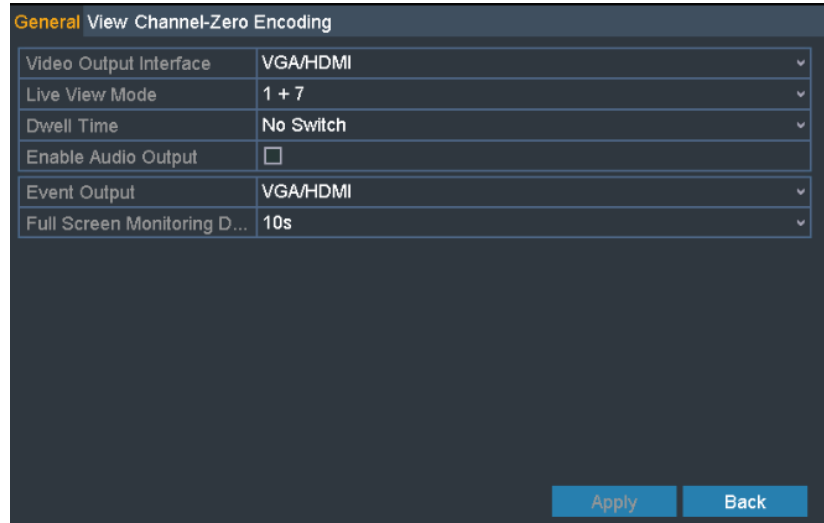 General View Channel-Zero Encoding
Video Output Interface VGA/HDMI
Live View Mode 1 + 7
Dwell Time No Switch
Enable Audio Output
Event Output VGA/HDMI
Full Screen Monitoring D... 10s
Apply Back